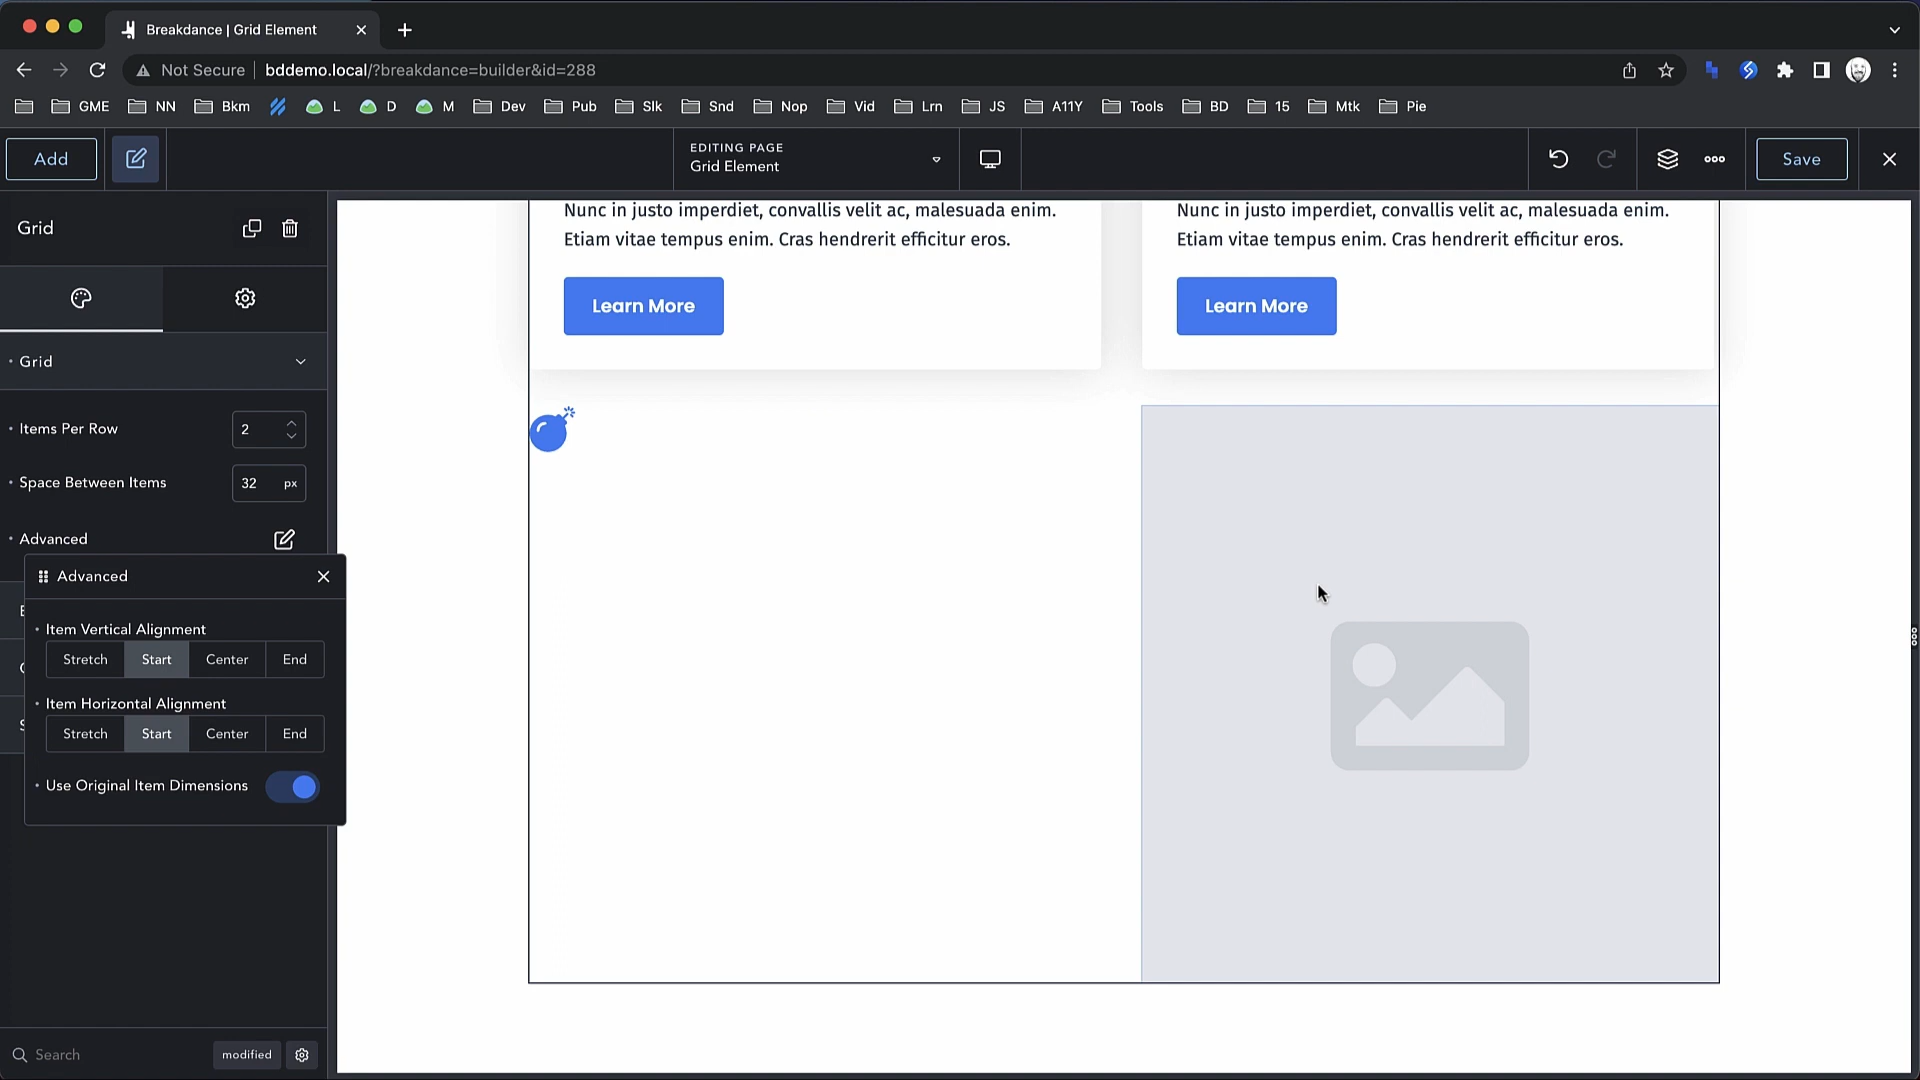 Breakdance | Grid Element
Not Secure
bddemo.local/?breakdance=builder&id=288
GME
NN
Bkm
L
D
M
Dev
Pub
Slk
Snd
Nop
Vid
Lrn
JS
A11Y
Tools
BD
15
Mtk
Pie
Add
EDITING PAGE
Grid Element
Save
Grid
Grid
Items Per Row
2
Space Between Items
32 px
Advanced
Advanced
Item Vertical Alignment
Stretch Start Center End
Item Horizontal Alignment
Stretch Start Center End
Use Original Item Dimensions
Search
modified
Nunc in justo imperdiet, convallis velit ac, malesuada enim.
Etiam vitae tempus enim. Cras hendrerit efficitur eros.
Learn More
Nunc in justo imperdiet, convallis velit ac, malesuada enim.
Etiam vitae tempus enim. Cras hendrerit efficitur eros.
Learn More